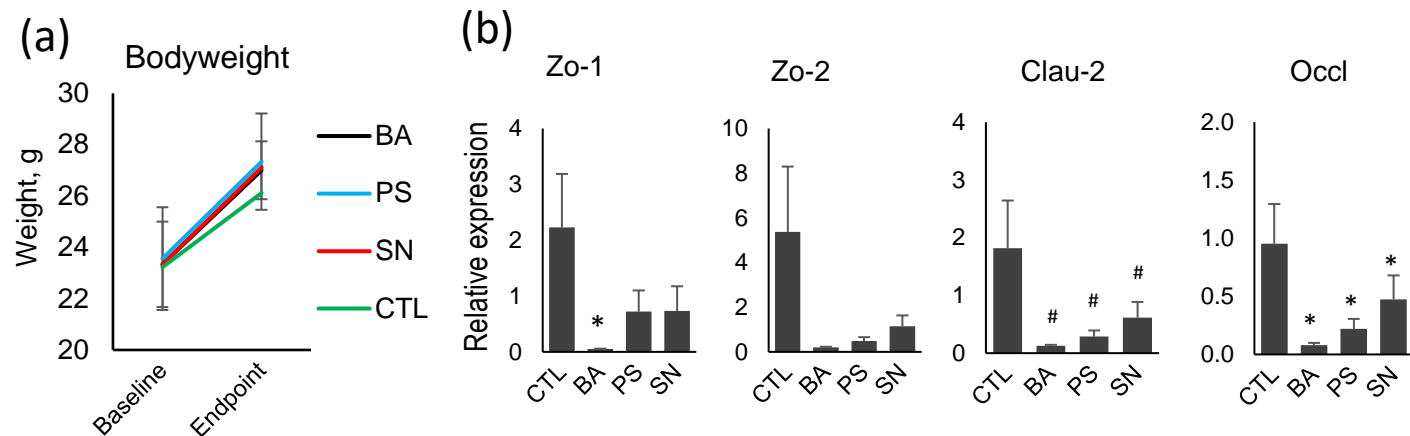 (a)
Bodyweight
Weight, g
30
28
26
24
22
20
Baseline
Endpoint
BA
PS
SN
CTL
(b)
Relative expression
Zo-1
4
3
2
1
0
*
CTL
BA
PS
SN
Zo-2
10
8
6
4
2
0
CTL
BA
PS
SN
Clau-2
4
3
2
1
0
# # #
CTL
BA
PS
SN
Occl
2.0
1.5
1.0
0.5
0.0
* * *
CTL
BA
PS
SN